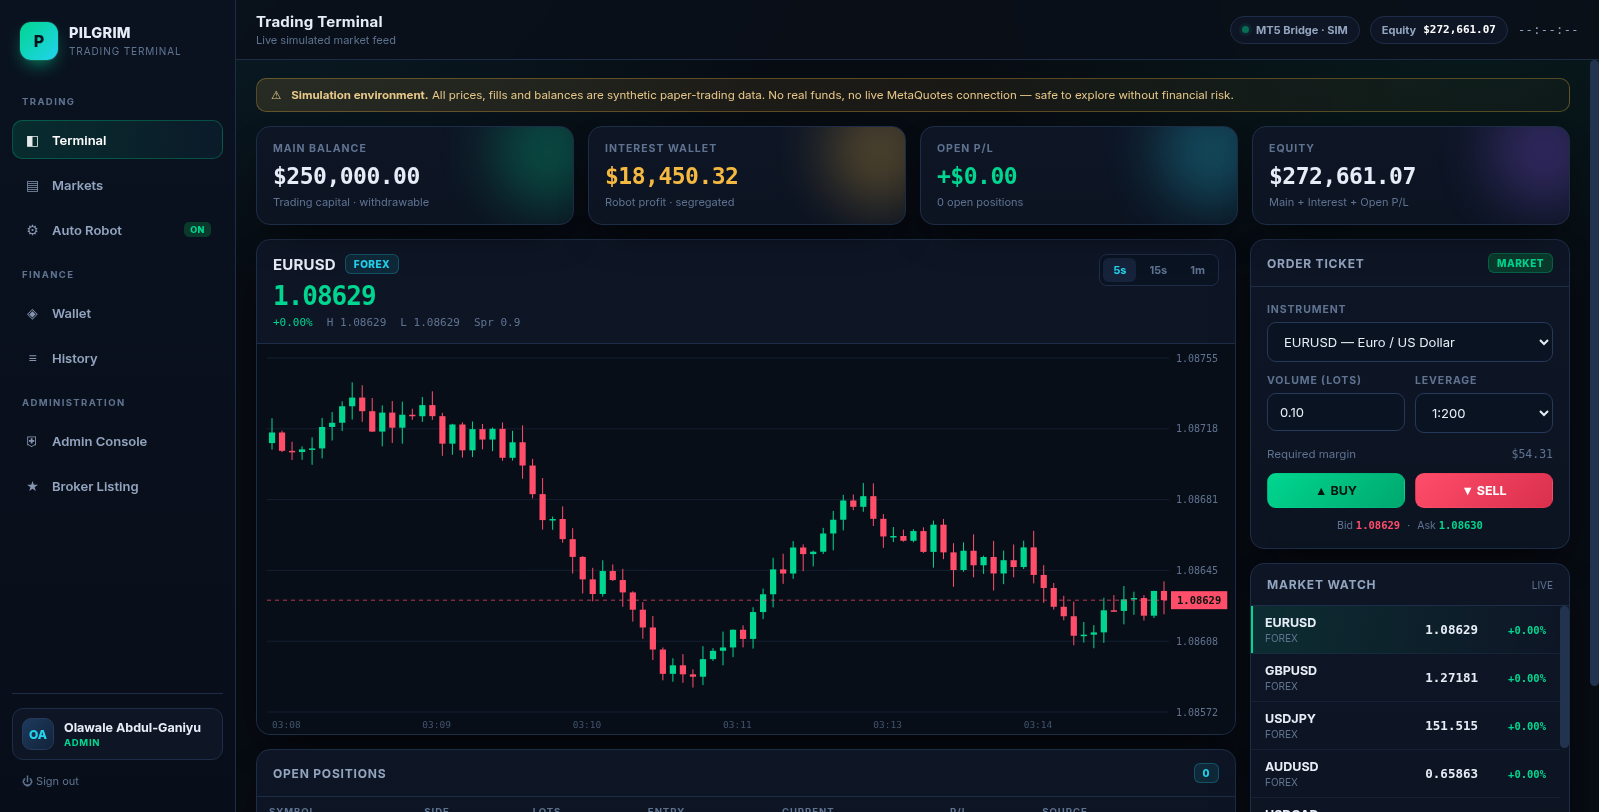 P
PILGRIM
TRADING TERMINAL
TRADING
Terminal
Markets
Auto Robot
ON
FINANCE
Wallet
History
ADMINISTRATION
Admin Console
Broker Listing
OA
Olawale Abdul-Ganiyu
ADMIN
Sign out
Trading Terminal
Live simulated market feed
MT5 Bridge · SIM
Equity $272,661.07
--:--:--
⚠ Simulation environment. All prices, fills and balances are synthetic paper-trading data. No real funds, no live MetaQuotes connection — safe to explore without financial risk.
MAIN BALANCE
$250,000.00
Trading capital · withdrawable
INTEREST WALLET
$18,450.32
Robot profit · segregated
OPEN P/L
+$0.00
0 open positions
EQUITY
$272,661.07
Main + Interest + Open P/L
EURUSD FOREX
1.08629
+0.00% H 1.08629 L 1.08629 Spr 0.9
5s 15s 1m
1.08755
1.08718
1.08681
1.08645
1.08629
1.08608
1.08572
03:08 03:09 03:10 03:11 03:13 03:14
OPEN POSITIONS
0
SYMBOL SIDE LOTS ENTRY CURRENT P/L SOURCE
ORDER TICKET
MARKET
INSTRUMENT
EURUSD — Euro / US Dollar
VOLUME (LOTS) LEVERAGE
0.10 1:200
Required margin $54.31
▲ BUY ▼ SELL
Bid 1.08629 · Ask 1.08630
MARKET WATCH
LIVE
EURUSD
FOREX
1.08629 +0.00%
GBPUSD
FOREX
1.27181 +0.00%
USDJPY
FOREX
151.515 +0.00%
AUDUSD
FOREX
0.65863 +0.00%